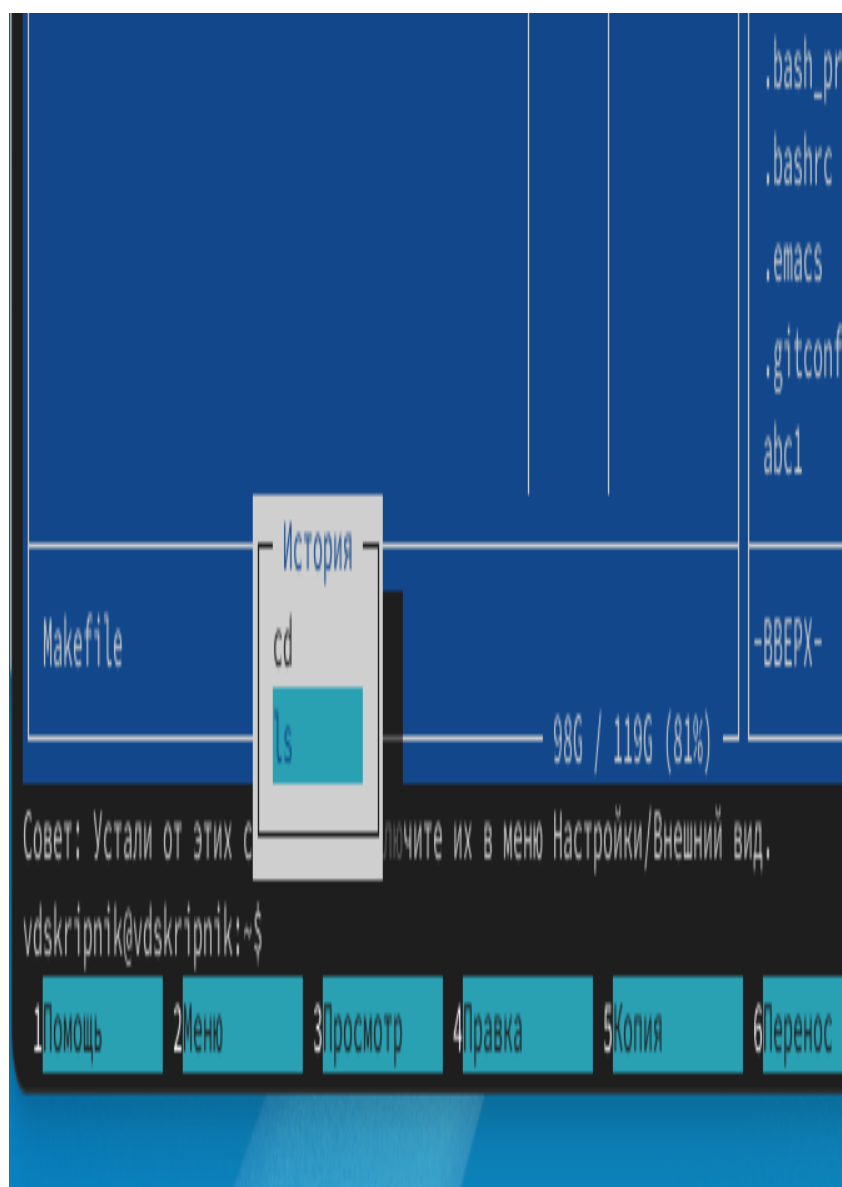 .bash_pr
.bashrc
.emacs
.gitconf
abc1
История
cd
ls
Makefile
-ВВЕРХ-
98G / 119G (81%)
Совет: Устали от этих с лючите их в меню Настройки/Внешний вид.
vdskripnik@vdskripnik:~$
1Помощь 2Меню 3Просмотр 4Правка 5Копия 6Перенос